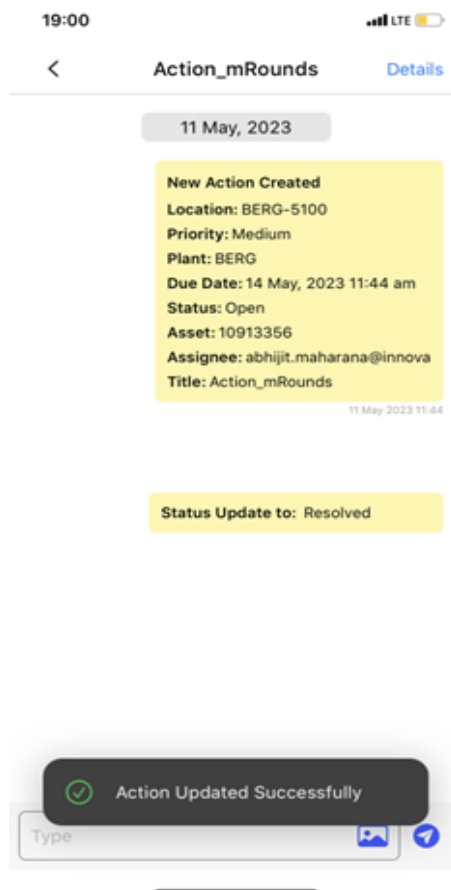 19:00
LTE
Action_mRounds
Details
11 May, 2023
New Action Created
Location: BERG-5100
Priority: Medium
Plant: BERG
Due Date: 14 May, 2023 11:44 am
Status: Open
Asset: 10913356
Assignee: abhijit.maharana@innova
Title: Action_mRounds
11 May 2023 11:44
Status Update to: Resolved
Action Updated Successfully
Type